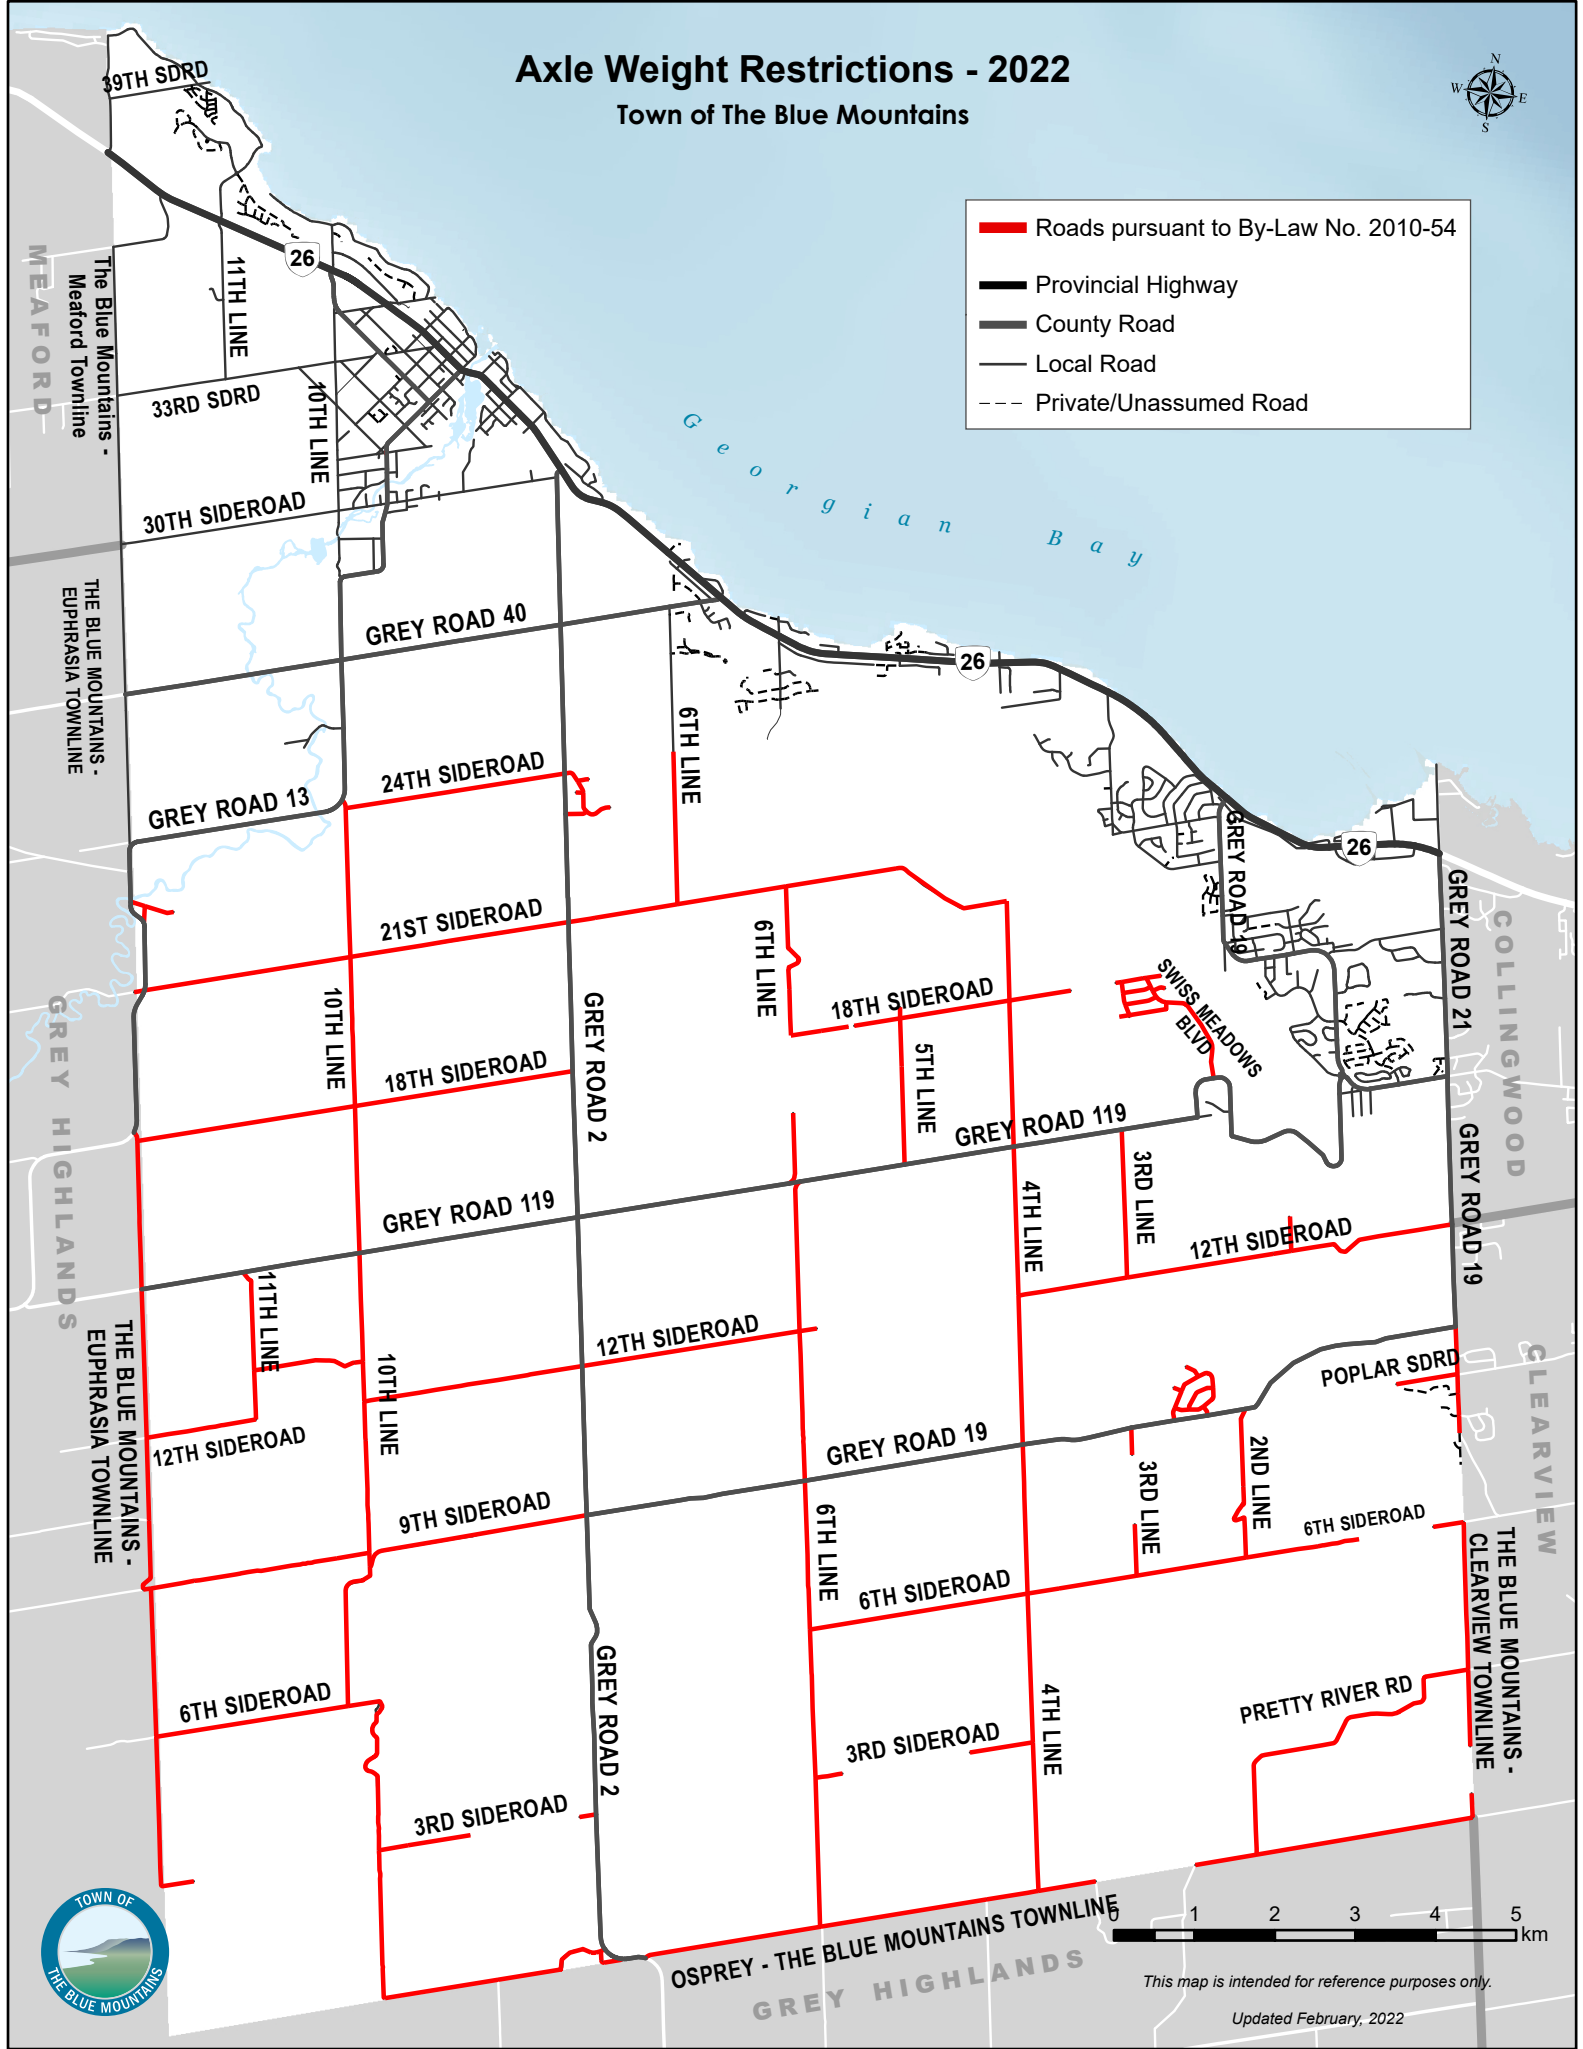 Axle Weight Restrictions - 2022
Town of The Blue Mountains
N
W
E
S
Roads pursuant to By-Law No. 2010-54
Provincial Highway
County Road
Local Road
Private/Unassumed Road
39TH SDRD
26
11TH LINE
MEAFORD
The Blue Mountains -
Meaford Townline
33RD SDRD
10TH LINE
30TH SIDEROAD
Georgian Bay
THE BLUE MOUNTAINS -
EUPHRASIA TOWNLINE
GREY ROAD 40
26
6TH LINE
24TH SIDEROAD
GREY ROAD 13
GREY ROAD 19
26
GREY ROAD 21
COLLINGWOOD
21ST SIDEROAD
6TH LINE
18TH SIDEROAD
SWISS MEADOWS
BLVD
10TH LINE
GREY ROAD 2
5TH LINE
18TH SIDEROAD
GREY HIGHLANDS
GREY ROAD 119
3RD LINE
GREY ROAD 19
GREY ROAD 119
4TH LINE
12TH SIDEROAD
11TH LINE
THE BLUE MOUNTAINS -
EUPHRASIA TOWNLINE
12TH SIDEROAD
10TH LINE
POPLAR SDRD
CLEARVIEW
12TH SIDEROAD
GREY ROAD 19
2ND LINE
3RD LINE
9TH SIDEROAD
6TH LINE
6TH SIDEROAD
THE BLUE MOUNTAINS -
CLEARVIEW TOWNLINE
6TH SIDEROAD
GREY ROAD 2
6TH SIDEROAD
4TH LINE
PRETTY RIVER RD
3RD SIDEROAD
3RD SIDEROAD
OSPREY - THE BLUE MOUNTAINS TOWNLINE
GREY HIGHLANDS
0 1 2 3 4 5
km
TOWN OF
THE BLUE MOUNTAINS
This map is intended for reference purposes only.
Updated February, 2022